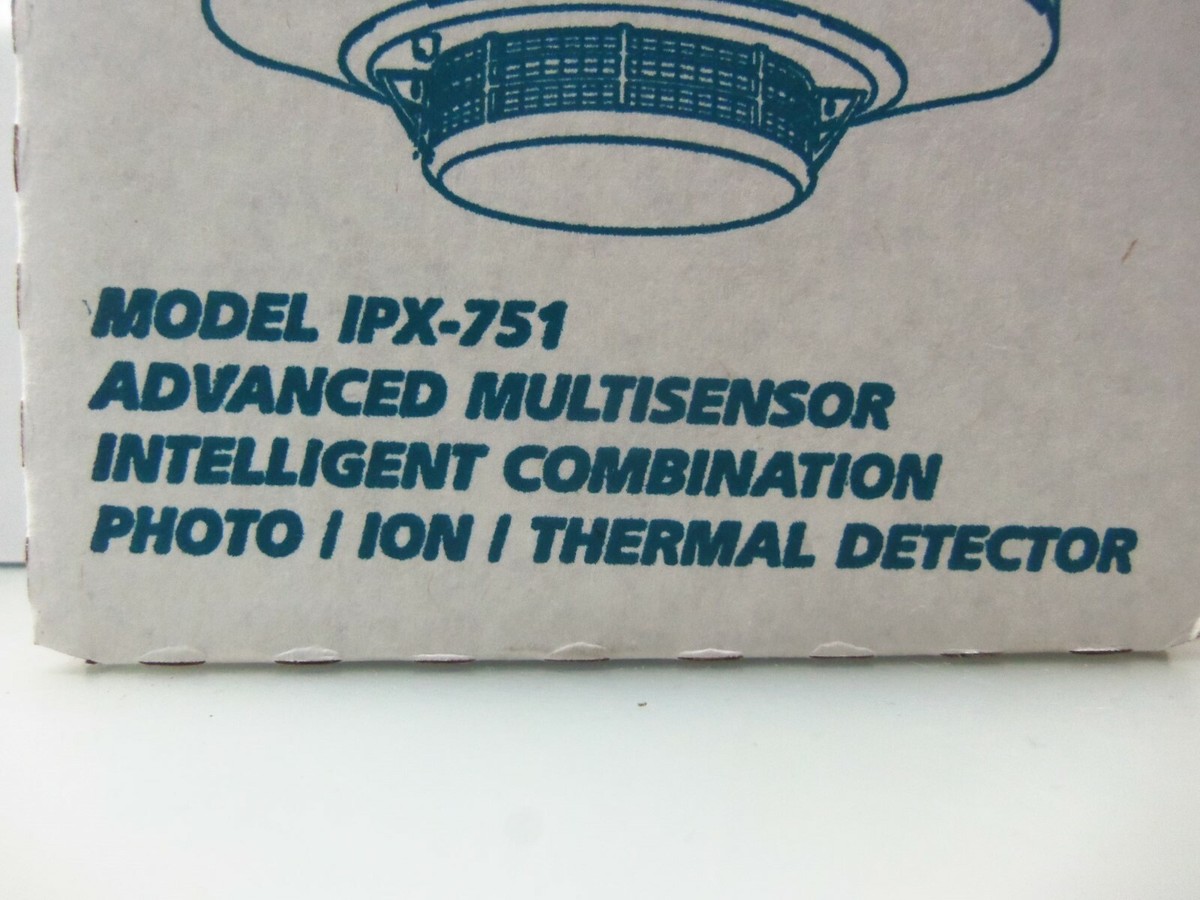 MODEL IPX-751
ADVANCED MULTISENSOR
INTELLIGENT COMBINATION
PHOTO / ION / THERMAL DETECTOR